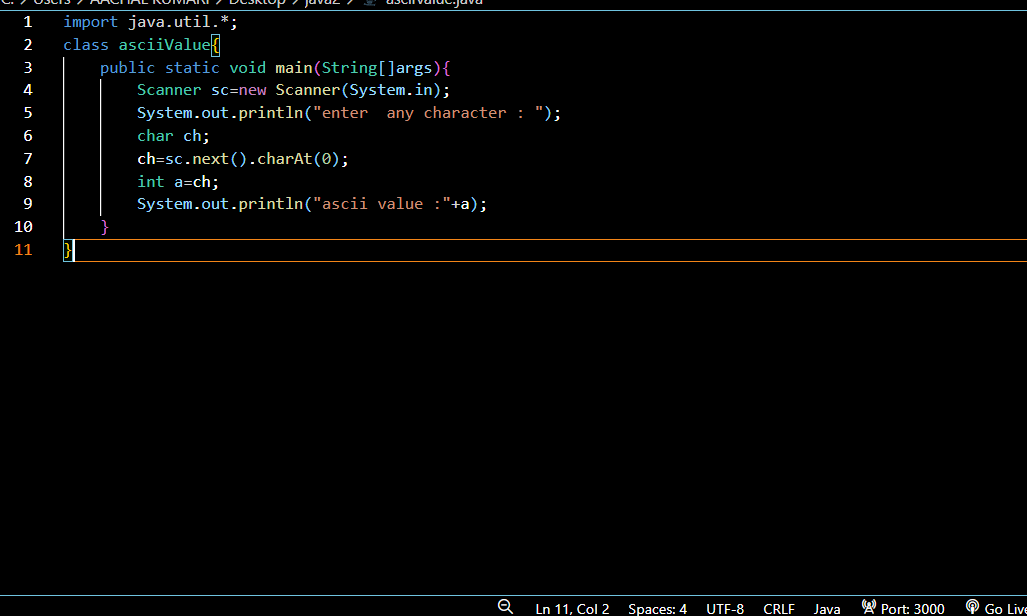 C: > Users > AACHAL KUMARI > Desktop > java2 > asciivalue.java
1 import java.util.*;
2 class asciiValue{
3 public static void main(String[]args){
4 Scanner sc=new Scanner(System.in);
5 System.out.println("enter  any character : ");
6 char ch;
7 ch=sc.next().charAt(0);
8 int a=ch;
9 System.out.println("ascii value :"+a);
10 }
11 }
Ln 11, Col 2 Spaces: 4 UTF-8 CRLF Java Port: 3000 Go Live